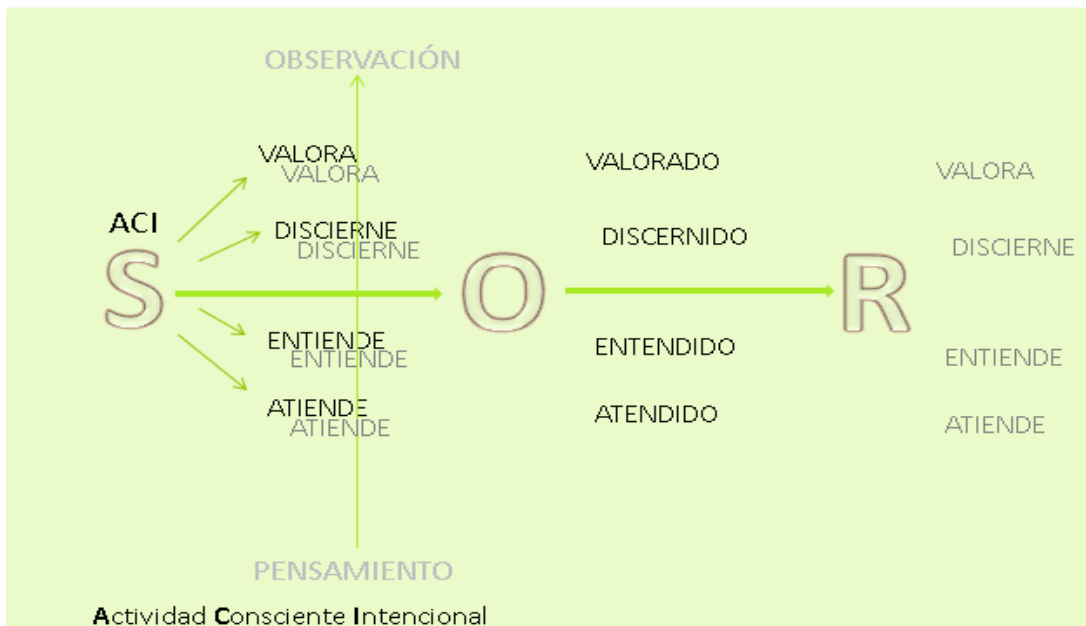 OBSERVACIÓN
VALORA
VALORA
VALORADO
VALORA
ACI
DISCIERNE
DISCIERNE
DISCERNIDO
DISCIERNE
S
O
R
ENTIENDE
ENTIENDE
ENTENDIDO
ENTIENDE
ATIENDE
ATIENDE
ATENDIDO
ATIENDE
PENSAMIENTO
Actividad Consciente Intencional